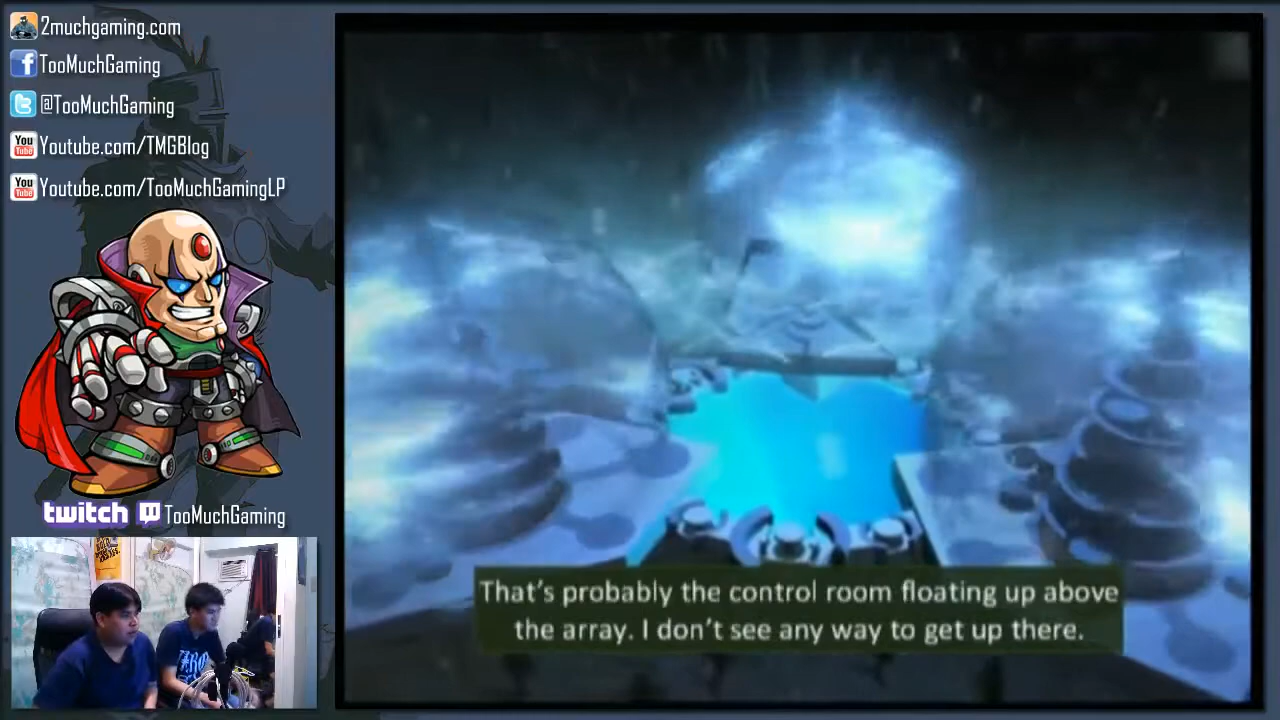 2muchgaming.com
TooMuchGaming
@TooMuchGaming
Youtube.com/TMGBlog
Youtube.com/TooMuchGamingLP
twitch TooMuchGaming
That's probably the control room floating up above
the array. I don't see any way to get up there.